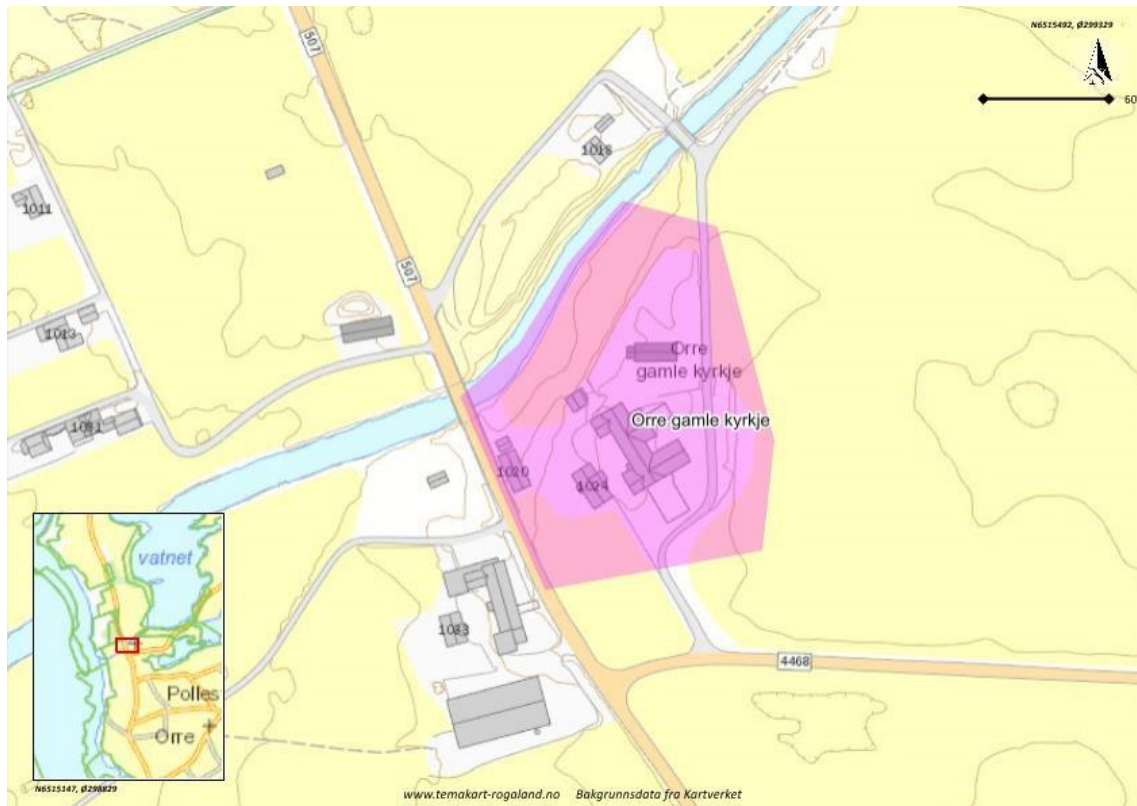 N6515492, Ø299329
60
507
1018
1011
507
1013
Orre
gamle kyrkje
Orre gamle kyrkje
1031
1020
1024
vatnet
1033
4468
Polles
Orre
N6515147, Ø298829
www.temakart-rogaland.no Bakgrunnsdata fra Kartverket